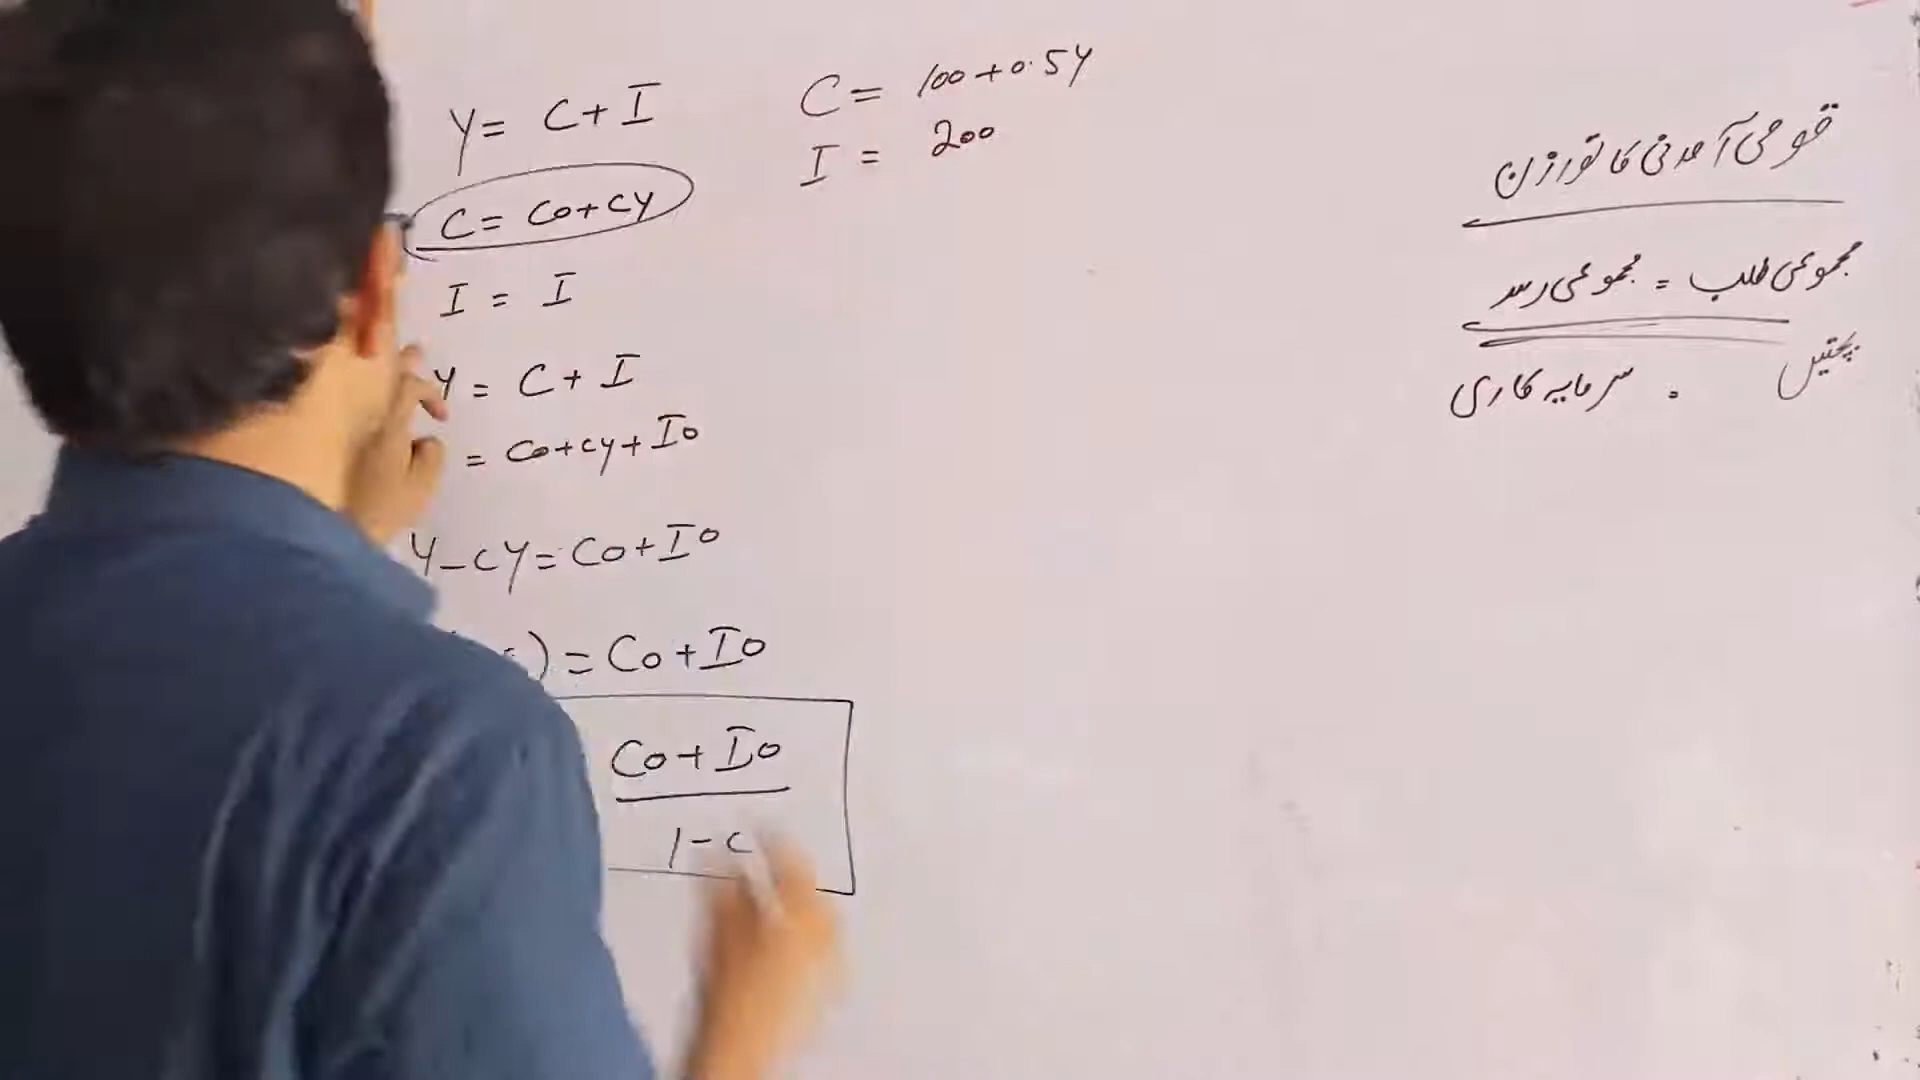 Y = C + I
C = Co + cy
I = I
Y = C + I
= Co + cy + Io
Y - cY = Co + Io
) = Co + Io
Co + Io
1 - c
C = 100 + 0.5Y
I = 200
قومی آمدنی کا توازن
مجموعی طلب = مجموعی رسد
بچتیں = سرمایہ کاری